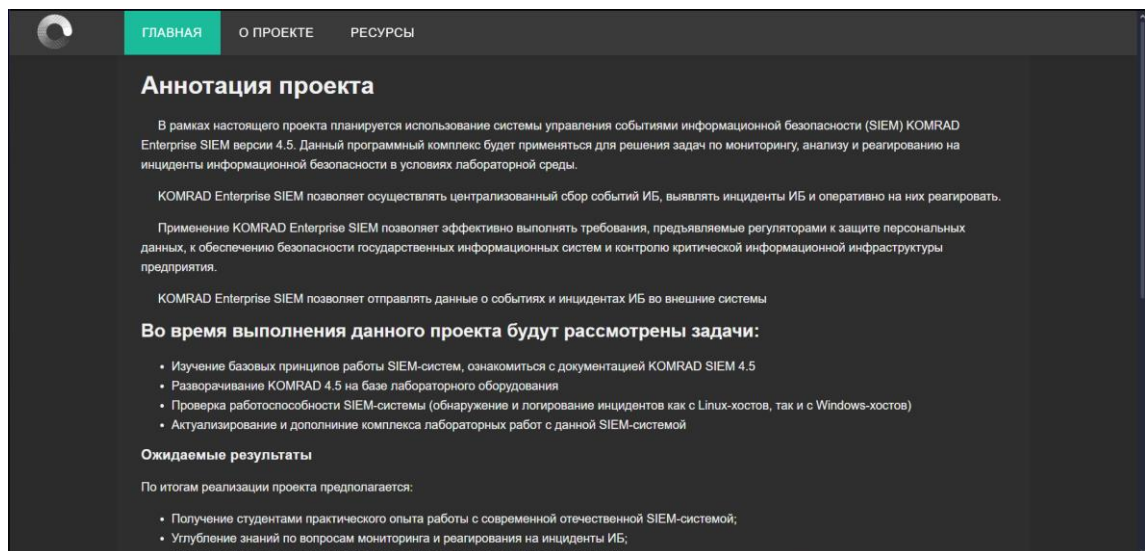 ГЛАВНАЯ О ПРОЕКТЕ РЕСУРСЫ
Аннотация проекта
В рамках настоящего проекта планируется использование системы управления событиями информационной безопасности (SIEM) KOMRAD
Enterprise SIEM версии 4.5. Данный программный комплекс будет применяться для решения задач по мониторингу, анализу и реагированию на
инциденты информационной безопасности в условиях лабораторной среды.
KOMRAD Enterprise SIEM позволяет осуществлять централизованный сбор событий ИБ, выявлять инциденты ИБ и оперативно на них реагировать.
Применение KOMRAD Enterprise SIEM позволяет эффективно выполнять требования, предъявляемые регуляторами к защите персональных
данных, к обеспечению безопасности государственных информационных систем и контролю критической информационной инфраструктуры
предприятия.
KOMRAD Enterprise SIEM позволяет отправлять данные о событиях и инцидентах ИБ во внешние системы
Во время выполнения данного проекта будут рассмотрены задачи:
• Изучение базовых принципов работы SIEM-систем, ознакомиться с документацией KOMRAD SIEM 4.5
• Разворачивание KOMRAD 4.5 на базе лабораторного оборудования
• Проверка работоспособности SIEM-системы (обнаружение и логирование инцидентов как с Linux-хостов, так и с Windows-хостов)
• Актуализирование и дополниние комплекса лабораторных работ с данной SIEM-системой
Ожидаемые результаты
По итогам реализации проекта предполагается:
• Получение студентами практического опыта работы с современной отечественной SIEM-системой;
• Углубление знаний по вопросам мониторинга и реагирования на инциденты ИБ;